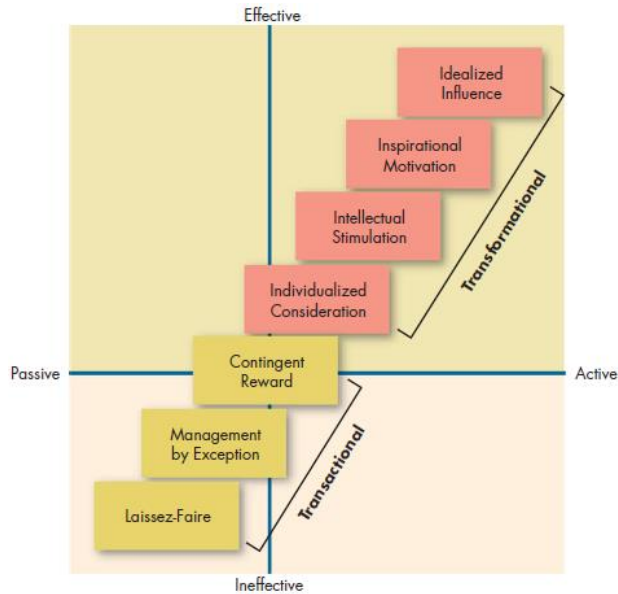 Effective
Idealized
Influence
Inspirational
Motivation
Intellectual
Stimulation
Transformational
Individualized
Consideration
Contingent
Reward
Passive
Active
Management
by Exception
Transactional
Laissez-Faire
Ineffective